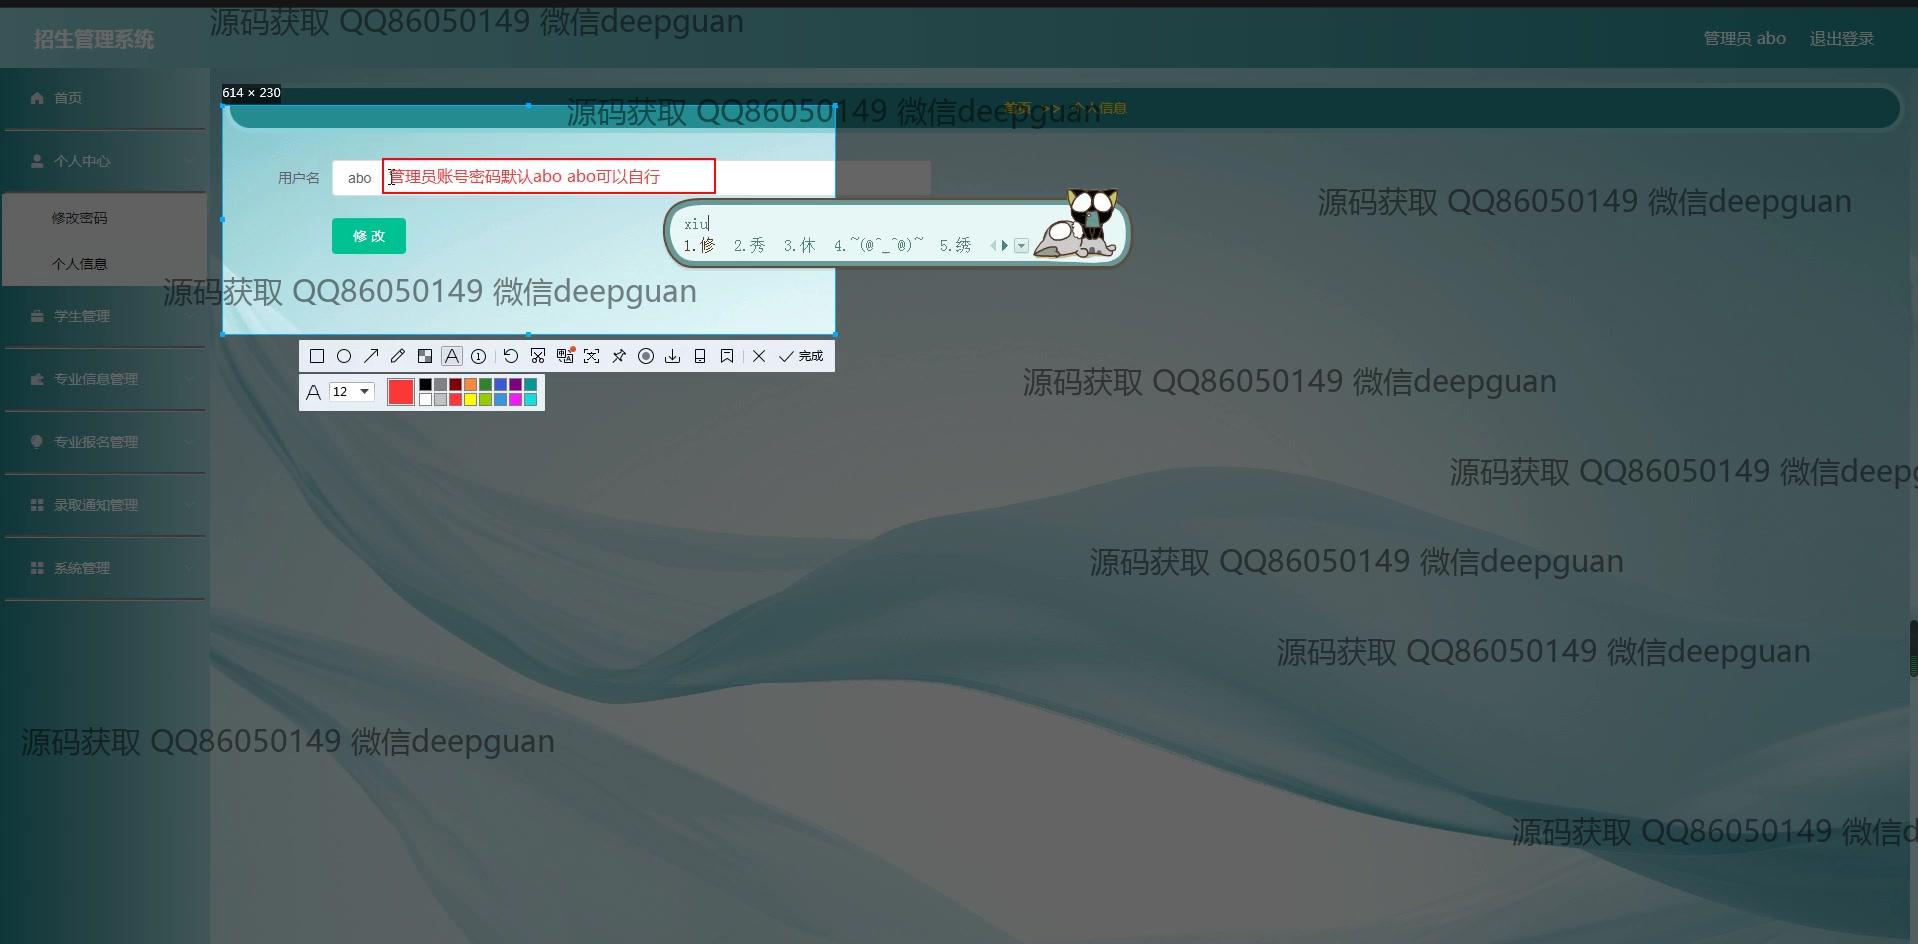 源码获取 QQ86050149 微信deepguan
招生管理系统
管理员 abo
退出登录
首页
614 × 230
源码获取 QQ86050149 微信deepguan
首页 >> 个人信息
个人中心
用户名
abo
管理员账号密码默认abo abo可以自行
源码获取 QQ86050149 微信deepguan
修改密码
xiu
修 改
1.修 2.秀 3.休 4.~(@^_^@)~ 5.绣
个人信息
源码获取 QQ86050149 微信deepguan
学生管理
完成
专业信息管理
A 12
源码获取 QQ86050149 微信deepguan
专业报名管理
源码获取 QQ86050149 微信deepg
录取通知管理
源码获取 QQ86050149 微信deepguan
系统管理
源码获取 QQ86050149 微信deepguan
源码获取 QQ86050149 微信deepguan
源码获取 QQ86050149 微信d